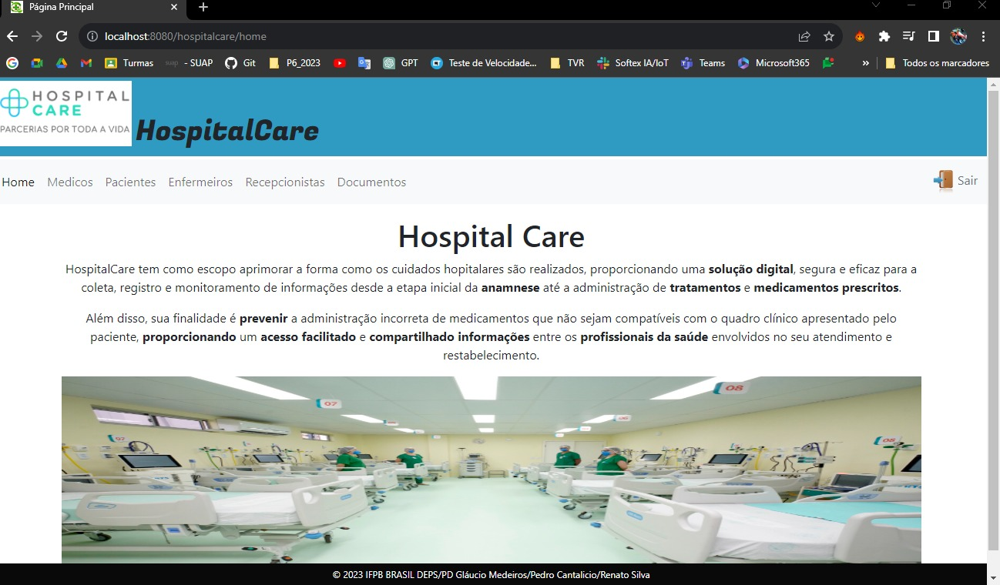 Página Principal
localhost:8080/hospitalcare/home
Turmas
suap - SUAP
Git
P6_2023
GPT
Teste de Velocidade...
TVR
Softex IA/IoT
Teams
Microsoft365
»
Todos os marcadores
HOSPITAL
CARE
PARCERIAS POR TODA A VIDA
HospitalCare
Home Medicos Pacientes Enfermeiros Recepcionistas Documentos
Sair
Hospital Care
HospitalCare tem como escopo aprimorar a forma como os cuidados hopitalares são realizados, proporcionando uma solução digital, segura e eficaz para a
coleta, registro e monitoramento de informações desde a etapa inicial da anamnese até a administração de tratamentos e medicamentos prescritos.
Além disso, sua finalidade é prevenir a administração incorreta de medicamentos que não sejam compatíveis com o quadro clínico apresentado pelo
paciente, proporcionando um acesso facilitado e compartilhado informações entre os profissionais da saúde envolvidos no seu atendimento e
restabelecimento.
07
08
07
08
© 2023 IFPB BRASIL DEPS/PD Gláucio Medeiros/Pedro Cantalicio/Renato Silva